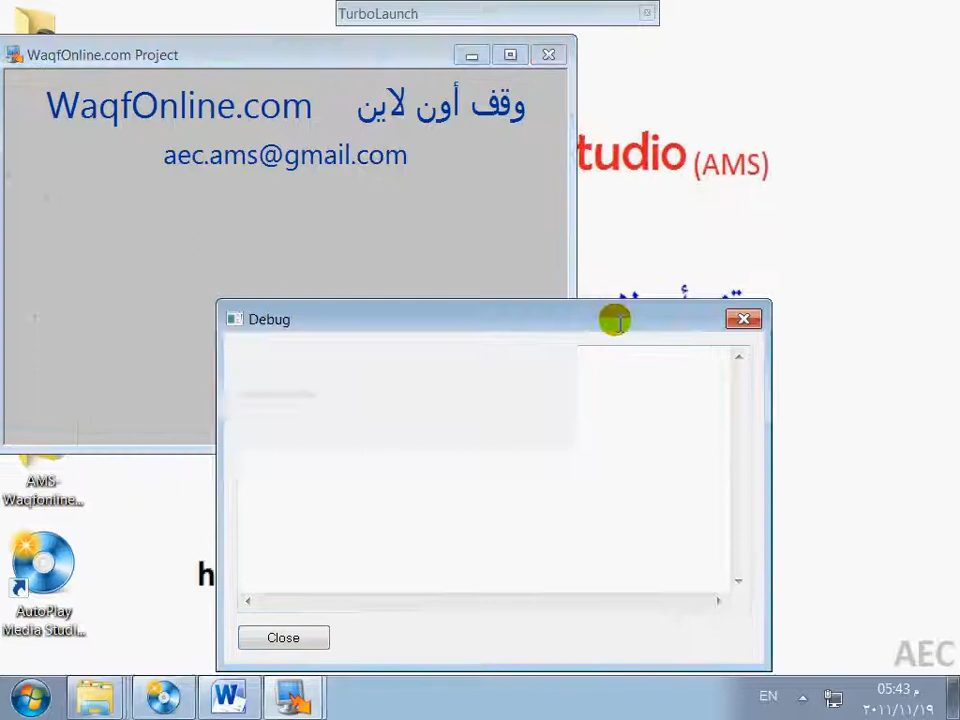 TurboLaunch
WaqfOnline.com Project
WaqfOnline.com وقف أون لاين
aec.ams@gmail.com
tudio (AMS)
Debug
AMS-
Waqfonline...
AutoPlay
Media Studi...
h
Close
AEC
EN
05:43 م
٢٠١١/١١/١٩